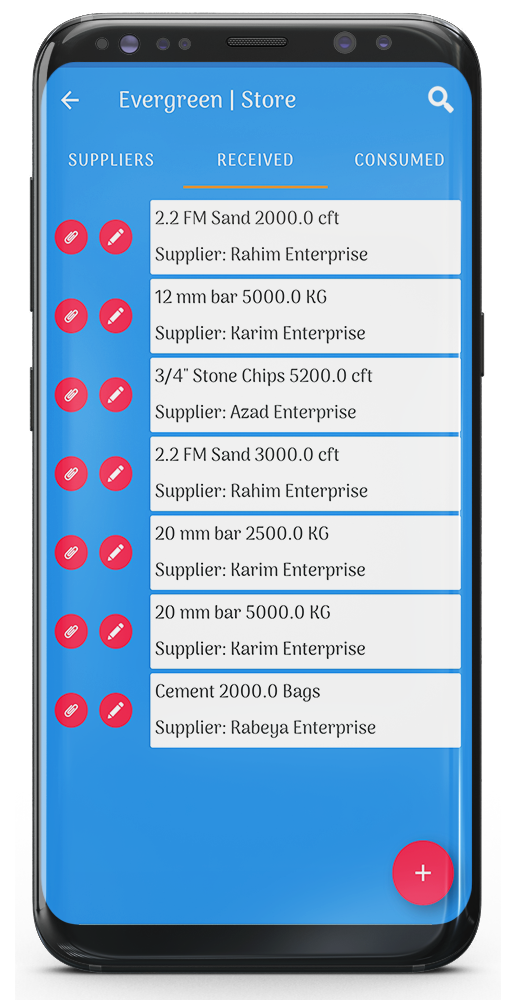 Evergreen | Store
SUPPLIERS RECEIVED CONSUMED
2.2 FM Sand 2000.0 cft
Supplier: Rahim Enterprise
12 mm bar 5000.0 KG
Supplier: Karim Enterprise
3/4" Stone Chips 5200.0 cft
Supplier: Azad Enterprise
2.2 FM Sand 3000.0 cft
Supplier: Rahim Enterprise
20 mm bar 2500.0 KG
Supplier: Karim Enterprise
20 mm bar 5000.0 KG
Supplier: Karim Enterprise
Cement 2000.0 Bags
Supplier: Rabeya Enterprise